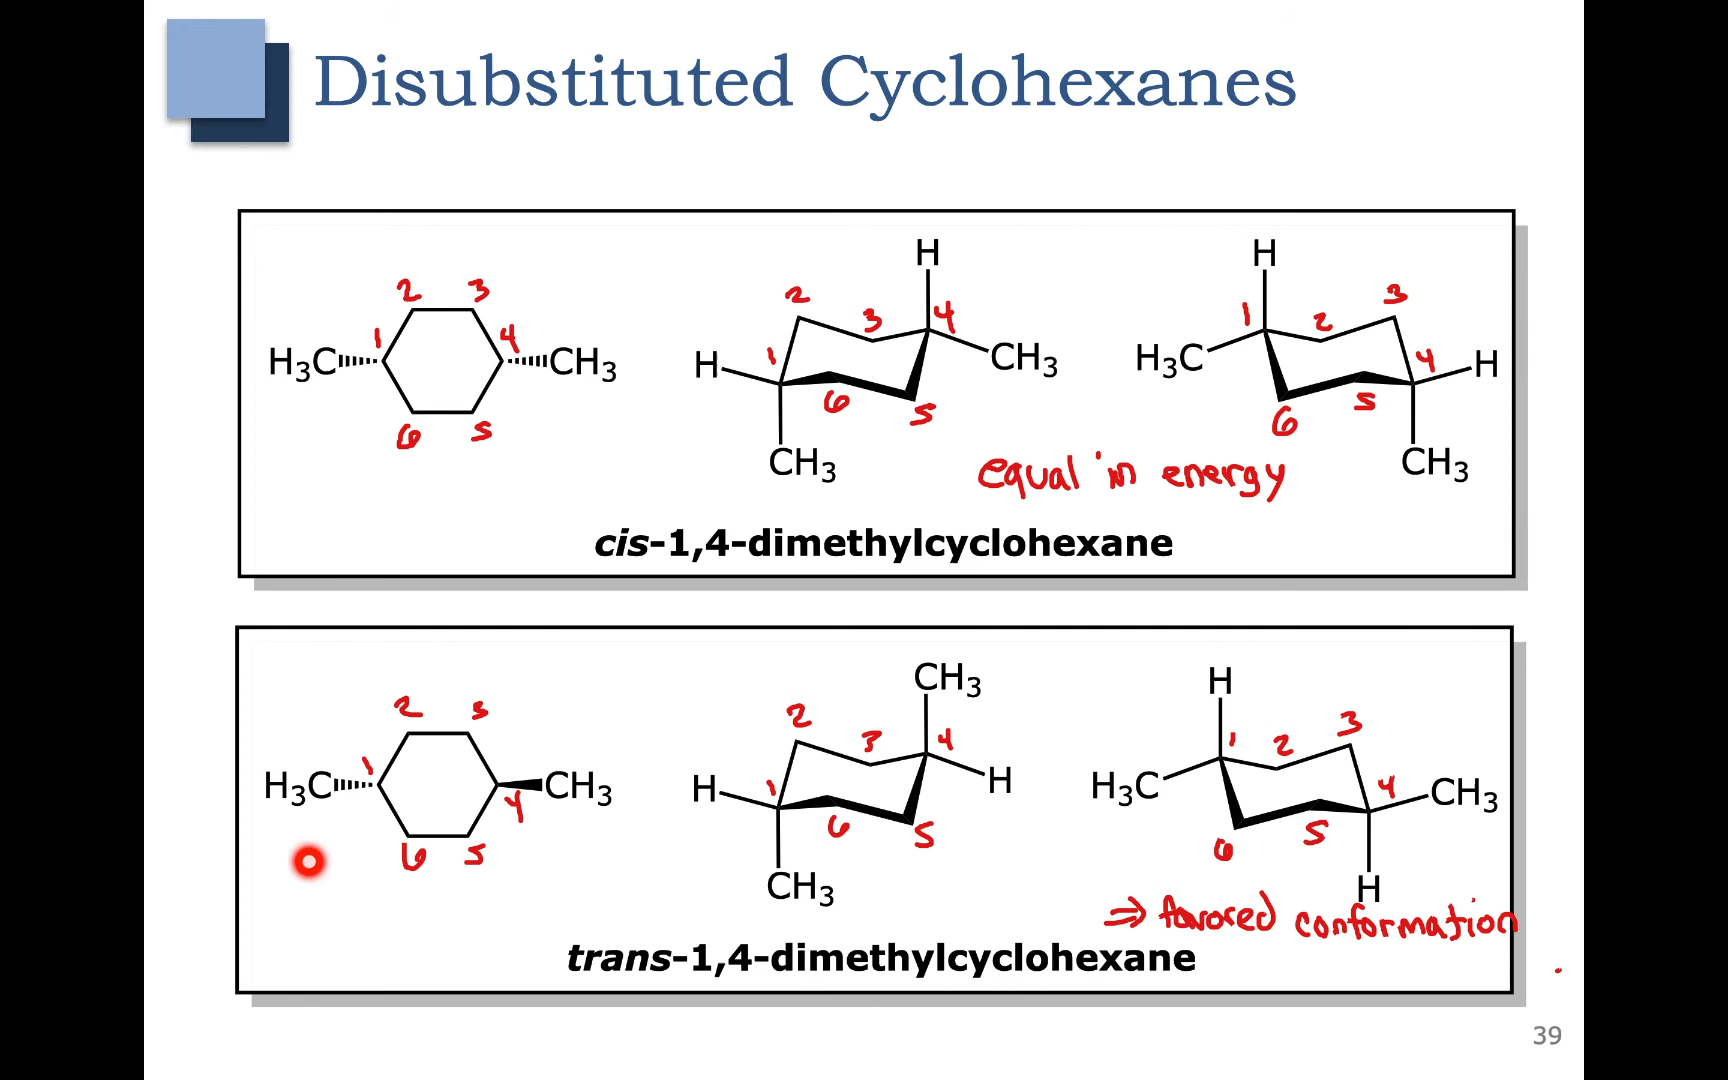 Disubstituted Cyclohexanes
H
H
2
3
2
3
1
4
3
4
1
2
H₃C
CH₃
H
1
CH₃
H₃C
4
H
6
5
6
5
6
5
CH₃
CH₃
equal in energy
cis-1,4-dimethylcyclohexane
CH₃
H
2
3
2
3
4
1
2
3
H₃C
1
4
CH₃
H
1
H
H₃C
4
CH₃
6
5
6
5
6
5
CH₃
H
⇒ favored conformation
trans-1,4-dimethylcyclohexane
39